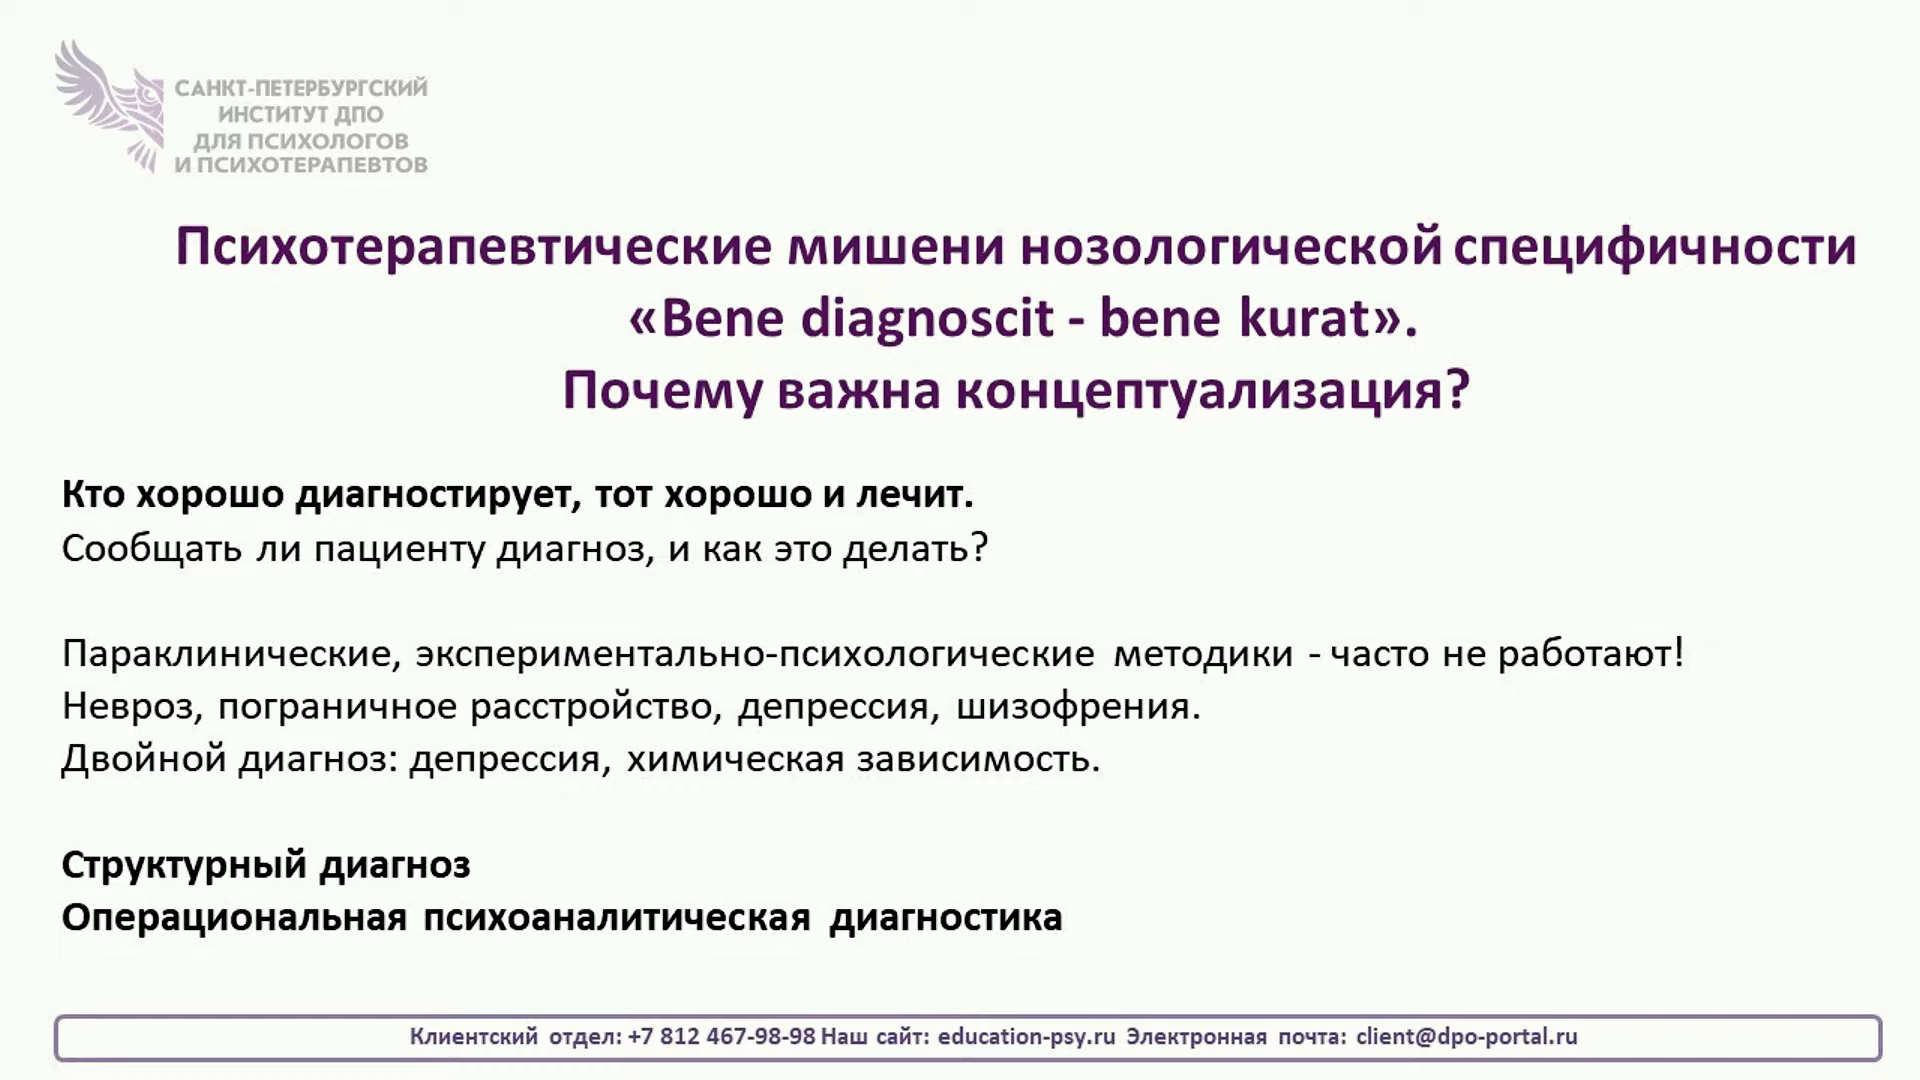 САНКТ-ПЕТЕРБУРГСКИЙ
ИНСТИТУТ ДПО
ДЛЯ ПСИХОЛОГОВ
И ПСИХОТЕРАПЕВТОВ
Психотерапевтические мишени нозологической специфичности
«Bene diagnoscit - bene kurat».
Почему важна концептуализация?
Кто хорошо диагностирует, тот хорошо и лечит.
Сообщать ли пациенту диагноз, и как это делать?
Параклинические, экспериментально-психологические методики - часто не работают!
Невроз, пограничное расстройство, депрессия, шизофрения.
Двойной диагноз: депрессия, химическая зависимость.
Структурный диагноз
Операциональная психоаналитическая диагностика
Клиентский отдел: +7 812 467-98-98 Наш сайт: education-psy.ru Электронная почта: client@dpo-portal.ru